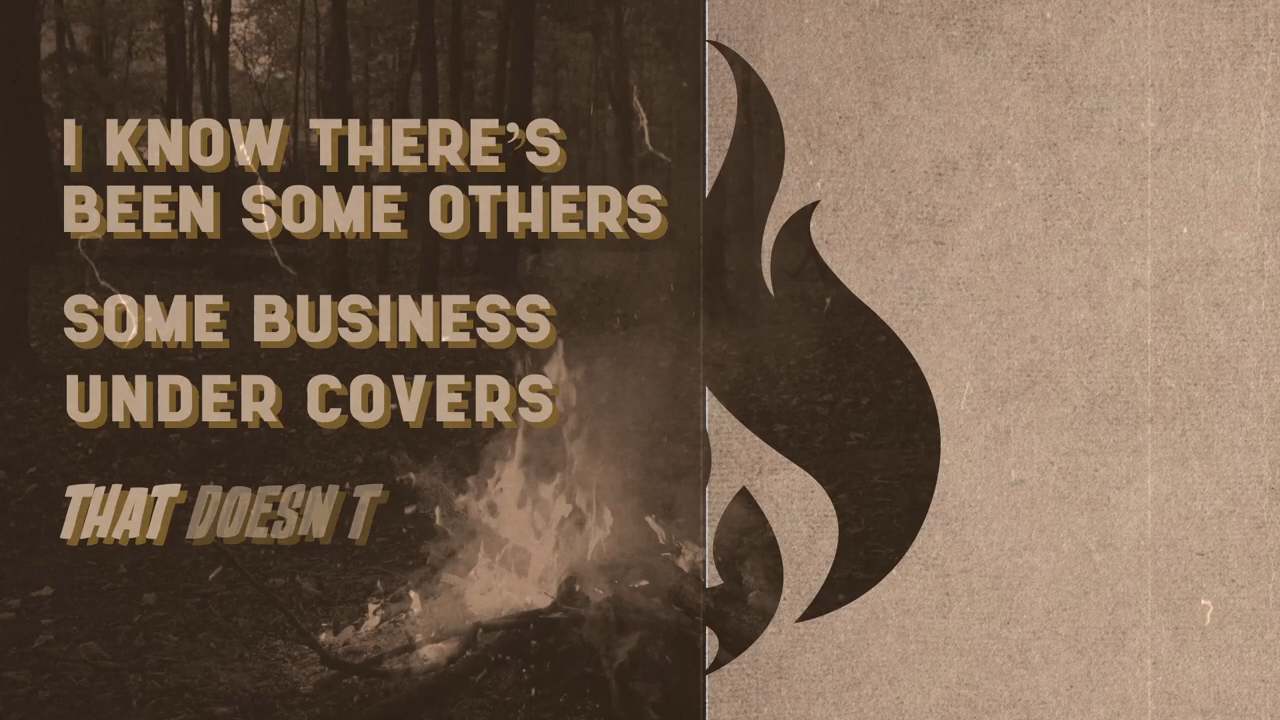 I KNOW THERE'S
BEEN SOME OTHERS
SOME BUSINESS
UNDER COVERS
THAT DOESN T